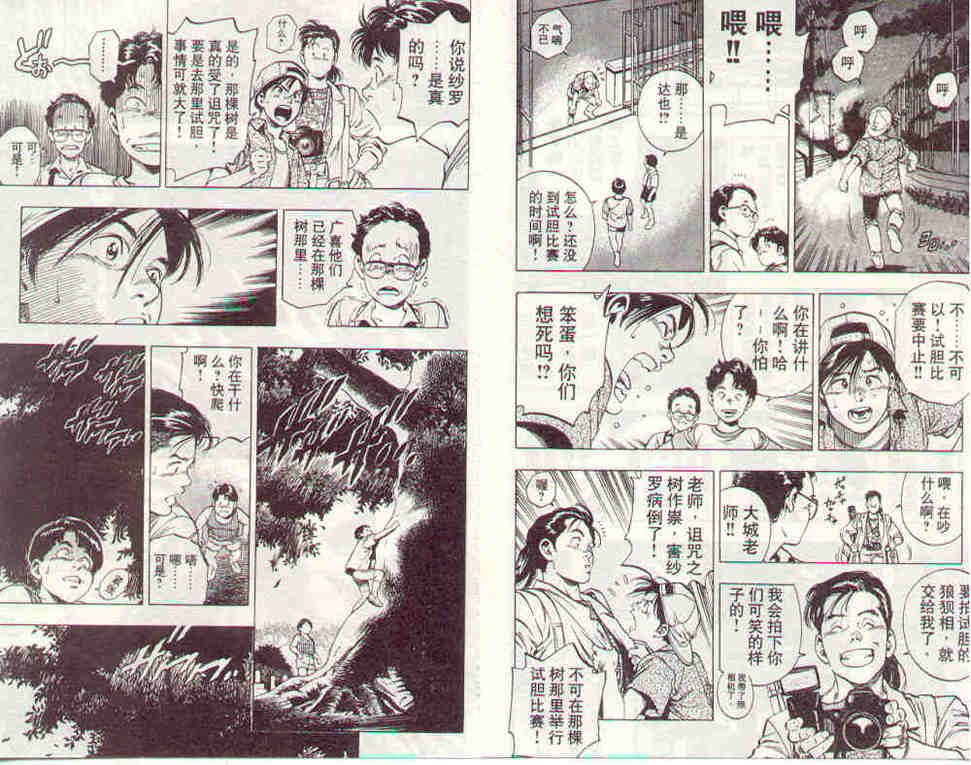 呼
呼
呼
喂……
喂!!
气喘
不已
那……是
达也!?
怎么？还没
到试胆比赛
的时间啊！
不……不可
以！试胆比
赛要中止!!
你在讲什
么啊！哈
～～你怕
了？
笨蛋，你们
想死吗!?
喂．在吵
什么啊？
大城老
师!!
老师，诅咒之
树作祟，害纱
罗病倒了！
喔？
不可在那棵
树那里举行
试胆比赛！
要拍试胆的
狼狈相，就
交给我了，
我会拍下你
们可笑的样
子的！
你说纱罗
……是真
的吗？
什么？
是的，那棵树是
真的受了诅咒了！
要是去那里试胆，
事情可就大了！
………
可…
可是！
广喜他们
已经在那棵
树那里……
你在干什
么？快爬
啊！
唔……
嗯……
可是？